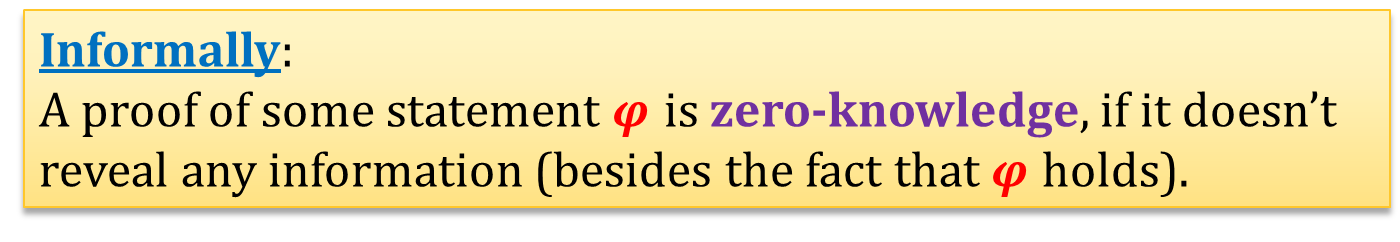 Informally:
A proof of some statement φ is zero-knowledge, if it doesn’t
reveal any information (besides the fact that φ holds).